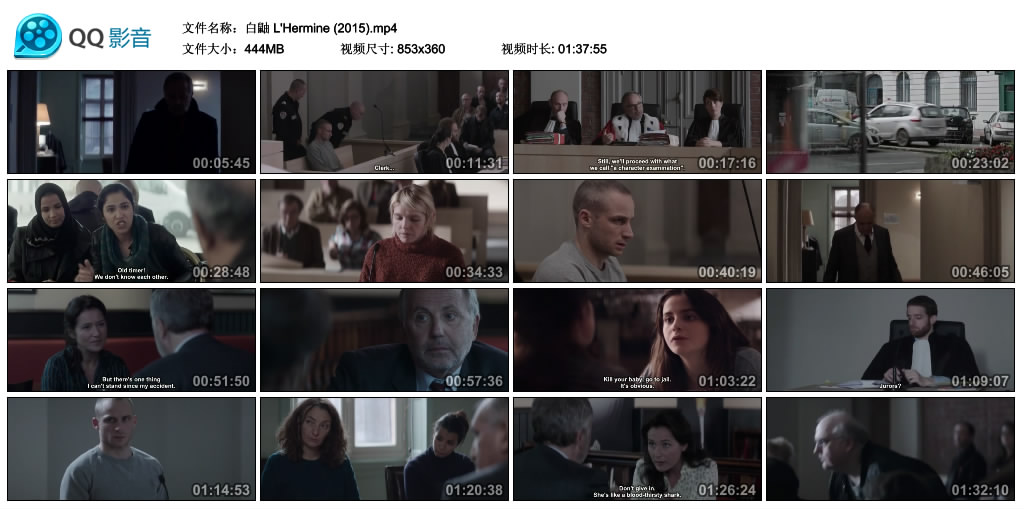 QQ影音
文件名称: 白鼬 L'Hermine (2015).mp4
文件大小: 444MB 视频尺寸: 853x360 视频时长: 01:37:55
00:05:45
Clerk...
00:11:31
Still, we'll proceed with what
we call "a character examination"
00:17:16
00:23:02
Old timer!
We don't know each other.
00:28:48
00:34:33
00:40:19
00:46:05
But there's one thing
I can't stand since my accident.
00:51:50
00:57:36
Kill your baby, go to jail.
It's obvious.
01:03:22
Jurors?
01:09:07
01:14:53
01:20:38
Don't give in.
She's like a blood-thirsty shark.
01:26:24
01:32:10